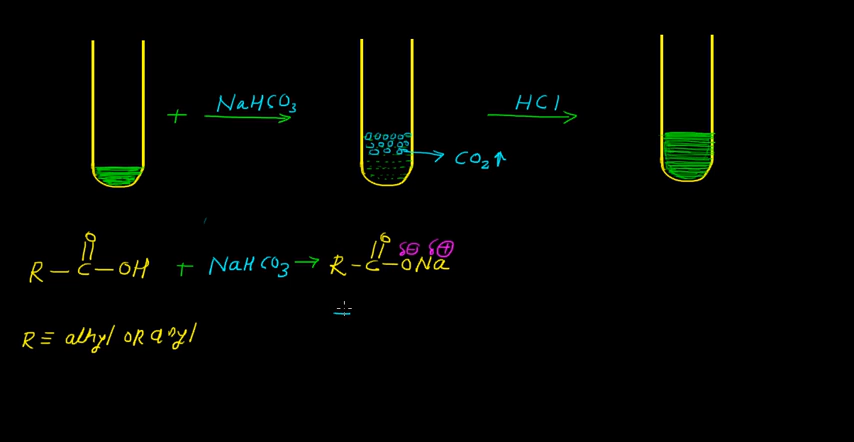 + NaHCO3 → HCl →
→ CO2↑
R - C - OH + NaHCO3 → R - C - ONa
O O δ⊖ δ⊕
R ≡ alkyl OR aryl